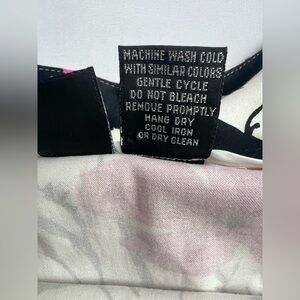 MACHINE WASH COLD
WITH SIMILAR COLORS
GENTLE CYCLE
DO NOT BLEACH
REMOVE PROMPTLY
HANG DRY
COOL IRON
OR DRY CLEAN